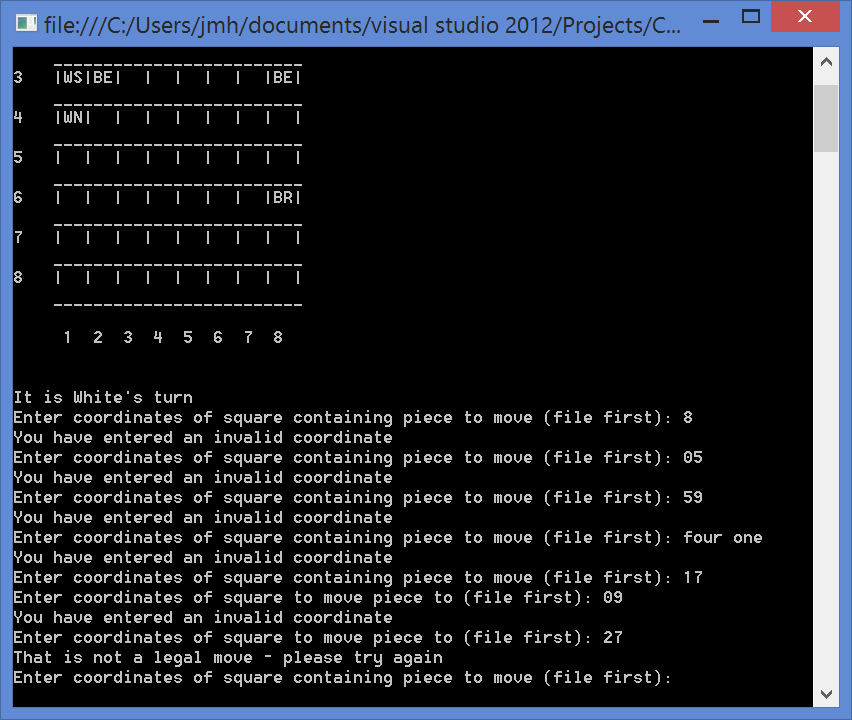 file:///C:/Users/jmh/documents/visual studio 2012/Projects/C...
_________________________
3   |WS|BE|  |  |  |  |  |BE|
_________________________
4   |WN|  |  |  |  |  |  |  |
_________________________
5   |  |  |  |  |  |  |  |  |
_________________________
6   |  |  |  |  |  |  |  |BR|
_________________________
7   |  |  |  |  |  |  |  |  |
_________________________
8   |  |  |  |  |  |  |  |  |
-------------------------
1  2  3  4  5  6  7  8
It is White's turn
Enter coordinates of square containing piece to move (file first): 8
You have entered an invalid coordinate
Enter coordinates of square containing piece to move (file first): 05
You have entered an invalid coordinate
Enter coordinates of square containing piece to move (file first): 59
You have entered an invalid coordinate
Enter coordinates of square containing piece to move (file first): four one
You have entered an invalid coordinate
Enter coordinates of square containing piece to move (file first): 17
Enter coordinates of square to move piece to (file first): 09
You have entered an invalid coordinate
Enter coordinates of square to move piece to (file first): 27
That is not a legal move - please try again
Enter coordinates of square containing piece to move (file first):